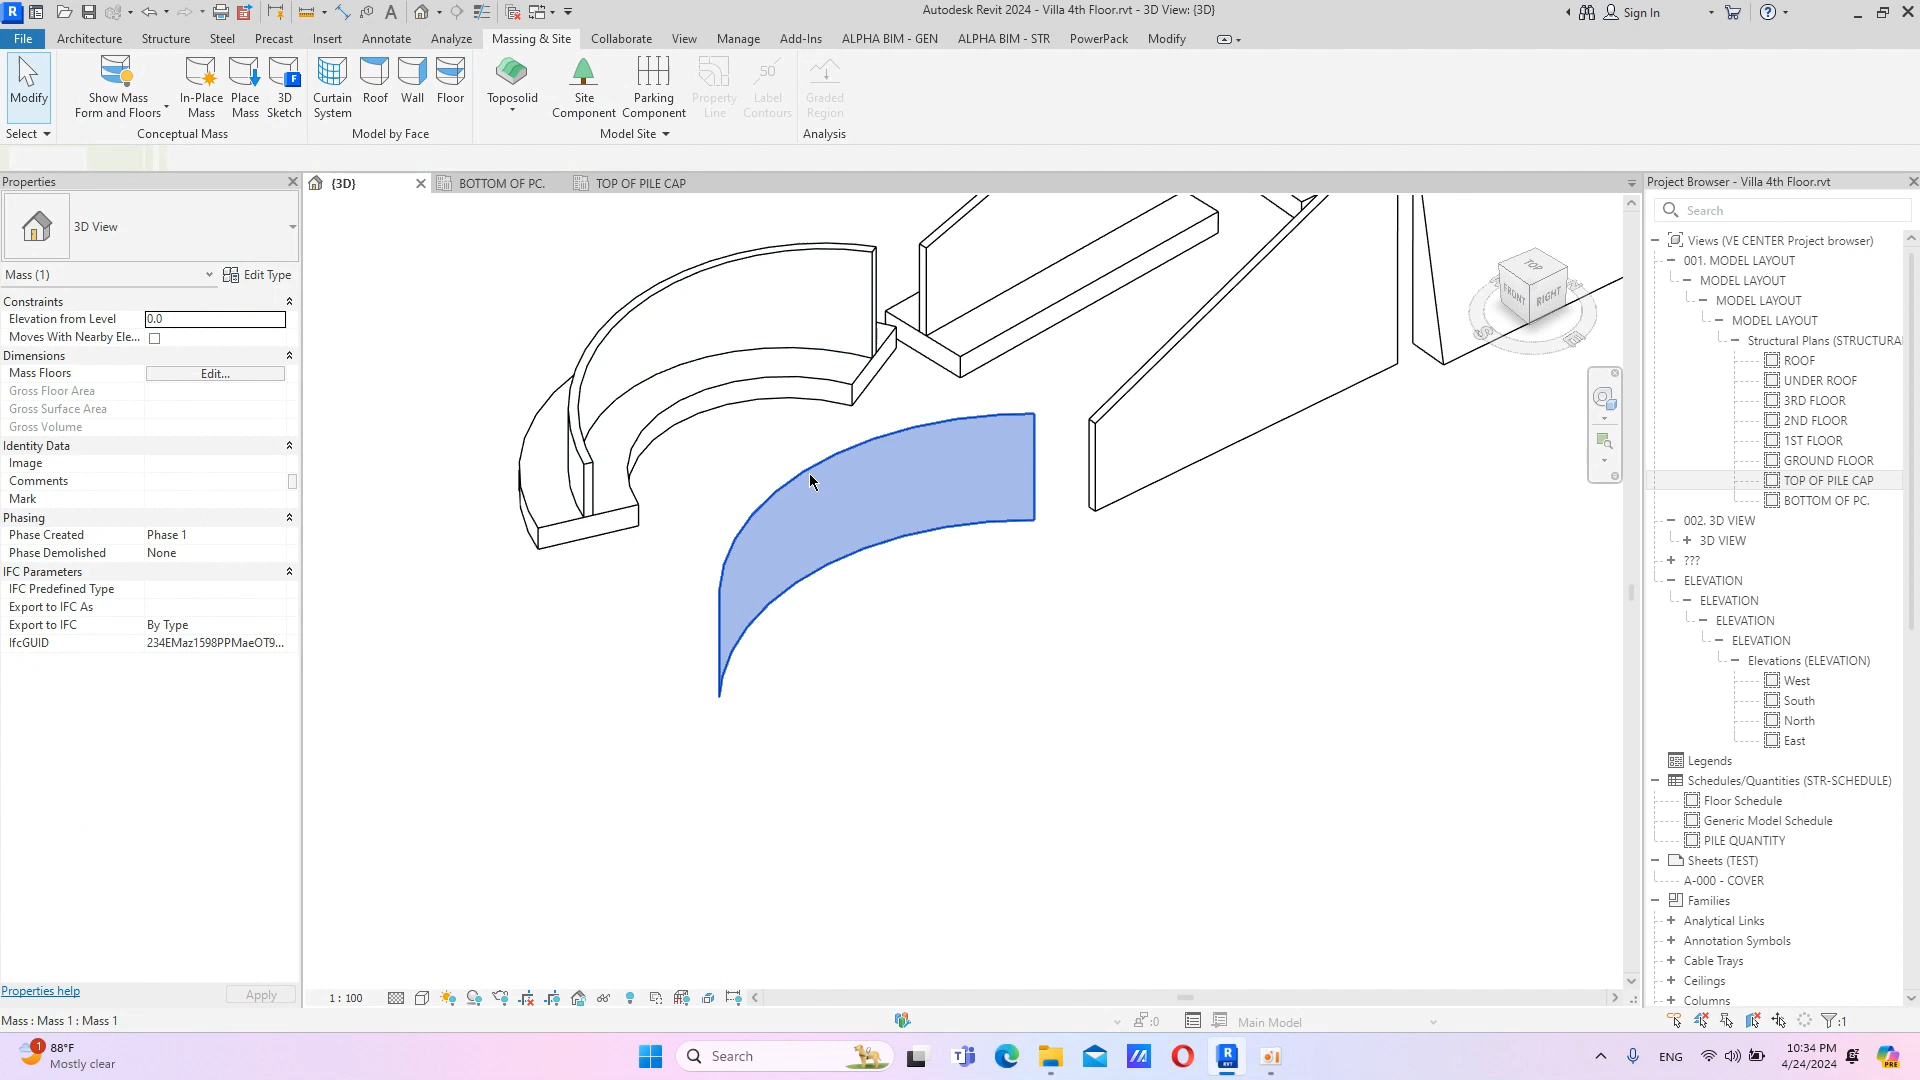 Autodesk Revit 2024 - Villa 4th Floor.rvt - 3D View: {3D}
Sign In
File Architecture Structure Steel Precast Insert Annotate Analyze Massing & Site Collaborate View Manage Add-Ins ALPHA BIM - GEN ALPHA BIM - STR PowerPack Modify
Modify
Show Mass Form and Floors
In-Place Mass
Place Mass
3D Sketch
Curtain System
Roof
Wall
Floor
Toposolid
Site Component
Parking Component
Property Line
Label Contours
Graded Region
Select
Conceptual Mass
Model by Face
Model Site
Analysis
Properties
3D View
Mass (1)
Edit Type
Constraints
Elevation from Level 0.0
Moves With Nearby Ele...
Dimensions
Mass Floors Edit...
Gross Floor Area
Gross Surface Area
Gross Volume
Identity Data
Image
Comments
Mark
Phasing
Phase Created Phase 1
Phase Demolished None
IFC Parameters
IFC Predefined Type
Export to IFC As
Export to IFC By Type
IfcGUID 234EMaz1598PPMaeOT9...
Properties help
Apply
{3D}
BOTTOM OF PC.
TOP OF PILE CAP
TOP
FRONT
RIGHT
1 : 100
Project Browser - Villa 4th Floor.rvt
Search
Views (VE CENTER Project browser)
001. MODEL LAYOUT
MODEL LAYOUT
MODEL LAYOUT
MODEL LAYOUT
Structural Plans (STRUCTURA
ROOF
UNDER ROOF
3RD FLOOR
2ND FLOOR
1ST FLOOR
GROUND FLOOR
TOP OF PILE CAP
BOTTOM OF PC.
002. 3D VIEW
3D VIEW
???
ELEVATION
ELEVATION
ELEVATION
ELEVATION
Elevations (ELEVATION)
West
South
North
East
Legends
Schedules/Quantities (STR-SCHEDULE)
Floor Schedule
Generic Model Schedule
PILE QUANTITY
Sheets (TEST)
A-000 - COVER
Families
Analytical Links
Annotation Symbols
Cable Trays
Ceilings
Columns
Mass : Mass 1 : Mass 1
:0
Main Model
:1
88°F
Mostly clear
Search
ENG
10:34 PM
4/24/2024